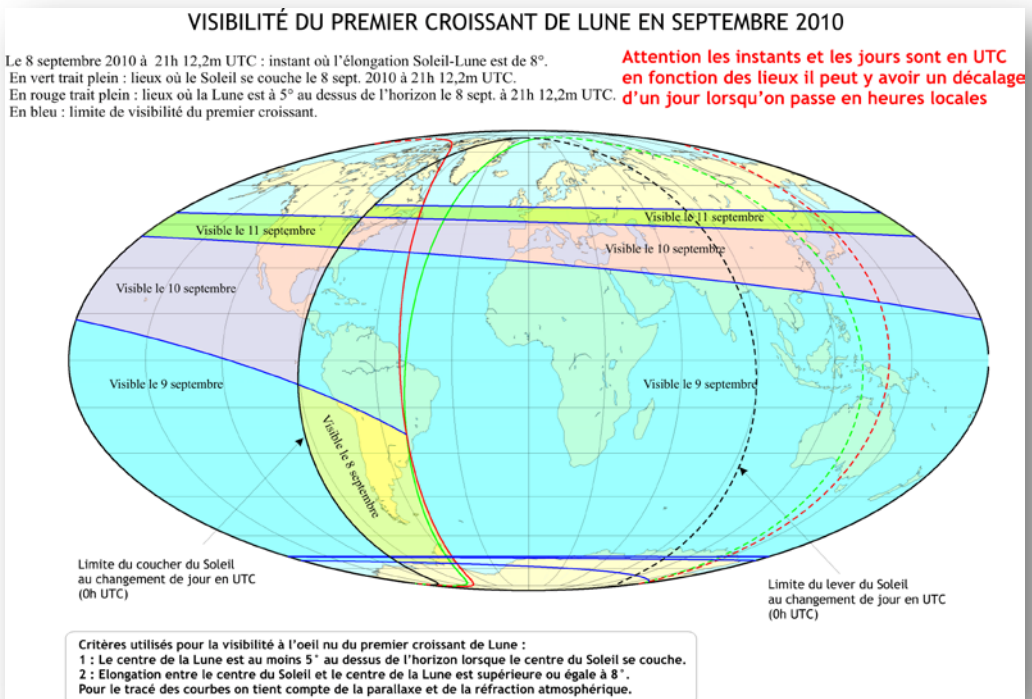 VISIBILITÉ DU PREMIER CROISSANT DE LUNE EN SEPTEMBRE 2010
Le 8 septembre 2010 à 21h 12,2m UTC : instant où l'élongation Soleil-Lune est de 8°.
En vert trait plein : lieux où le Soleil se couche le 8 sept. 2010 à 21h 12,2m UTC.
En rouge trait plein : lieux où la Lune est à 5° au dessus de l'horizon le 8 sept. à 21h 12,2m UTC.
En bleu : limite de visibilité du premier croissant.
Attention les instants et les jours sont en UTC
en fonction des lieux il peut y avoir un décalage
d'un jour lorsqu'on passe en heures locales
Visible le 11 septembre
Visible le 11 septembre
Visible le 10 septembre
Visible le 10 septembre
Visible le 9 septembre
Visible le 9 septembre
Visible le 8 septembre
Limite du coucher du Soleil
au changement de jour en UTC
(0h UTC)
Limite du lever du Soleil
au changement de jour en UTC
(0h UTC)
Critères utilisés pour la visibilité à l'oeil nu du premier croissant de Lune :
1 : Le centre de la Lune est au moins 5° au dessus de l'horizon lorsque le centre du Soleil se couche.
2 : Elongation entre le centre du Soleil et le centre de la Lune est supérieure ou égale à 8°.
Pour le tracé des courbes on tient compte de la parallaxe et de la réfraction atmosphérique.